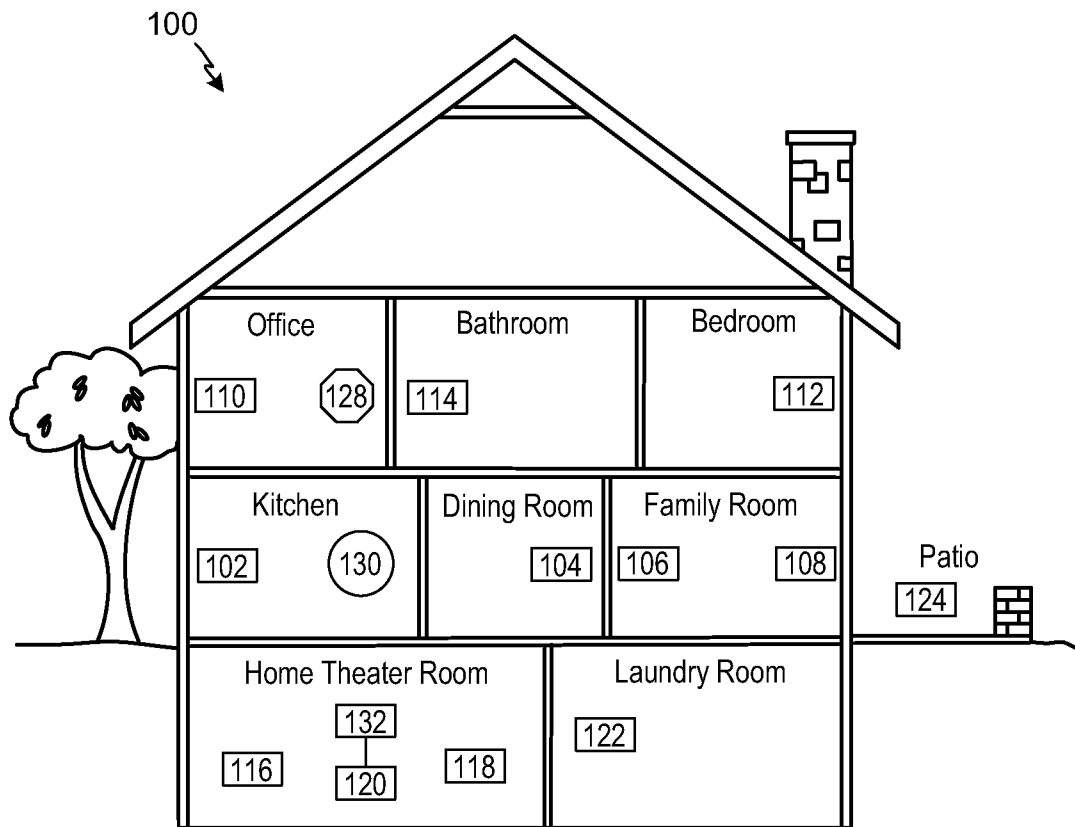 100
Office
Bathroom
Bedroom
110
128
114
112
Kitchen
Dining Room
Family Room
102
130
104
106
108
Patio
124
Home Theater Room
Laundry Room
132
122
116
120
118